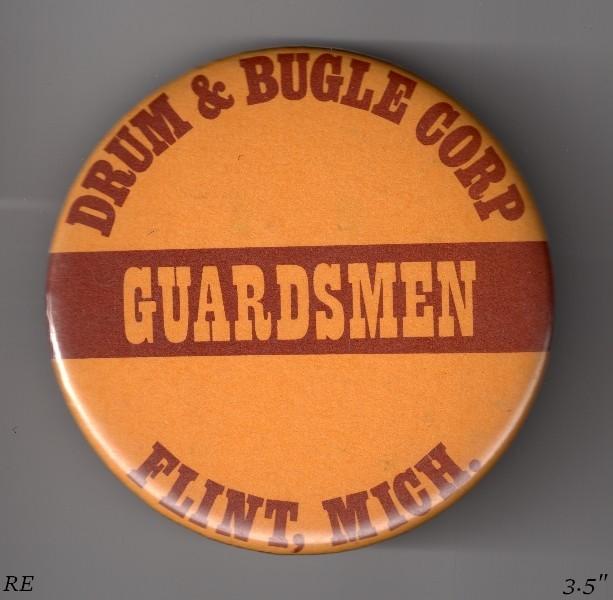 DRUM & BUGLE CORP
GUARDSMEN
FLINT, MICH.
RE
3.5"